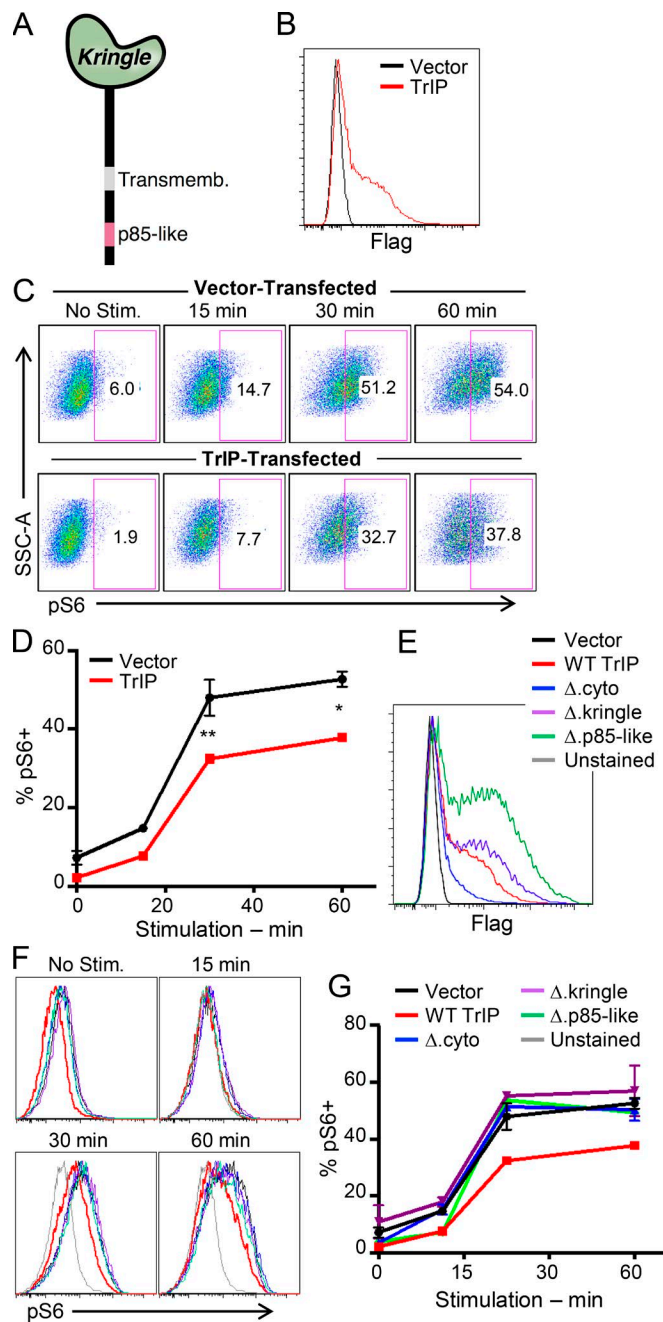 A
Kringle
Transmemb.
p85-like
B
Vector
TrIP
Flag
C
Vector-Transfected
No Stim. 15 min 30 min 60 min
6.0 14.7 51.2 54.0
TrIP-Transfected
1.9 7.7 32.7 37.8
SSC-A
pS6
D
Vector
TrIP
% pS6+
60
40
20
0
**
*
0 20 40 60
Stimulation – min
E
Vector
WT TrIP
Δ.cyto
Δ.kringle
Δ.p85-like
Unstained
Flag
F
No Stim. 15 min
30 min 60 min
pS6
G
Vector Δ.kringle
WT TrIP Δ.p85-like
Δ.cyto Unstained
% pS6+
80
60
40
20
0
0 15 30 60
Stimulation – min